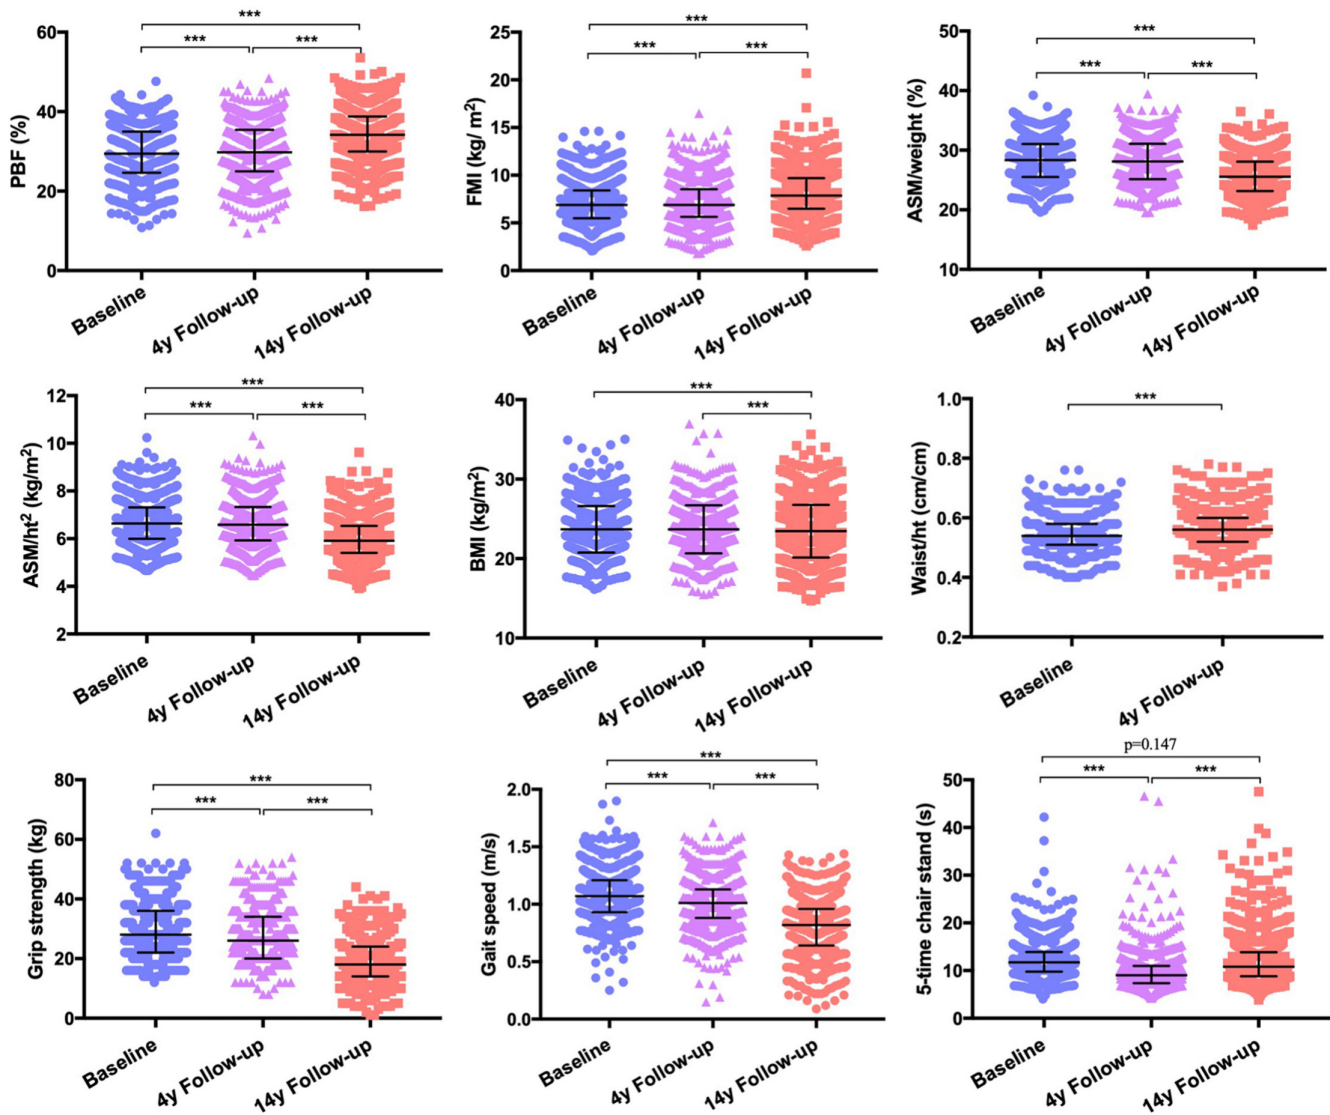 ***
***
***
60
40
20
0
PBF (%)
Baseline
4y Follow-up
14y Follow-up
***
***
***
25
20
15
10
5
0
FMI (kg/ m²)
Baseline
4y Follow-up
14y Follow-up
***
***
***
50
40
30
20
10
ASM/weight (%)
Baseline
4y Follow-up
14y Follow-up
***
***
***
12
10
8
6
4
2
ASM/ht² (kg/m²)
Baseline
4y Follow-up
14y Follow-up
***
***
40
30
20
10
BMI (kg/m²)
Baseline
4y Follow-up
14y Follow-up
***
1.0
0.8
0.6
0.4
0.2
Waist/ht (cm/cm)
Baseline
4y Follow-up
***
***
***
80
60
40
20
0
Grip strength (kg)
Baseline
4y Follow-up
14y Follow-up
***
***
***
2.0
1.5
1.0
0.5
0.0
Gait speed (m/s)
Baseline
4y Follow-up
14y Follow-up
p=0.147
***
***
50
40
30
20
10
0
5-time chair stand (s)
Baseline
4y Follow-up
14y Follow-up